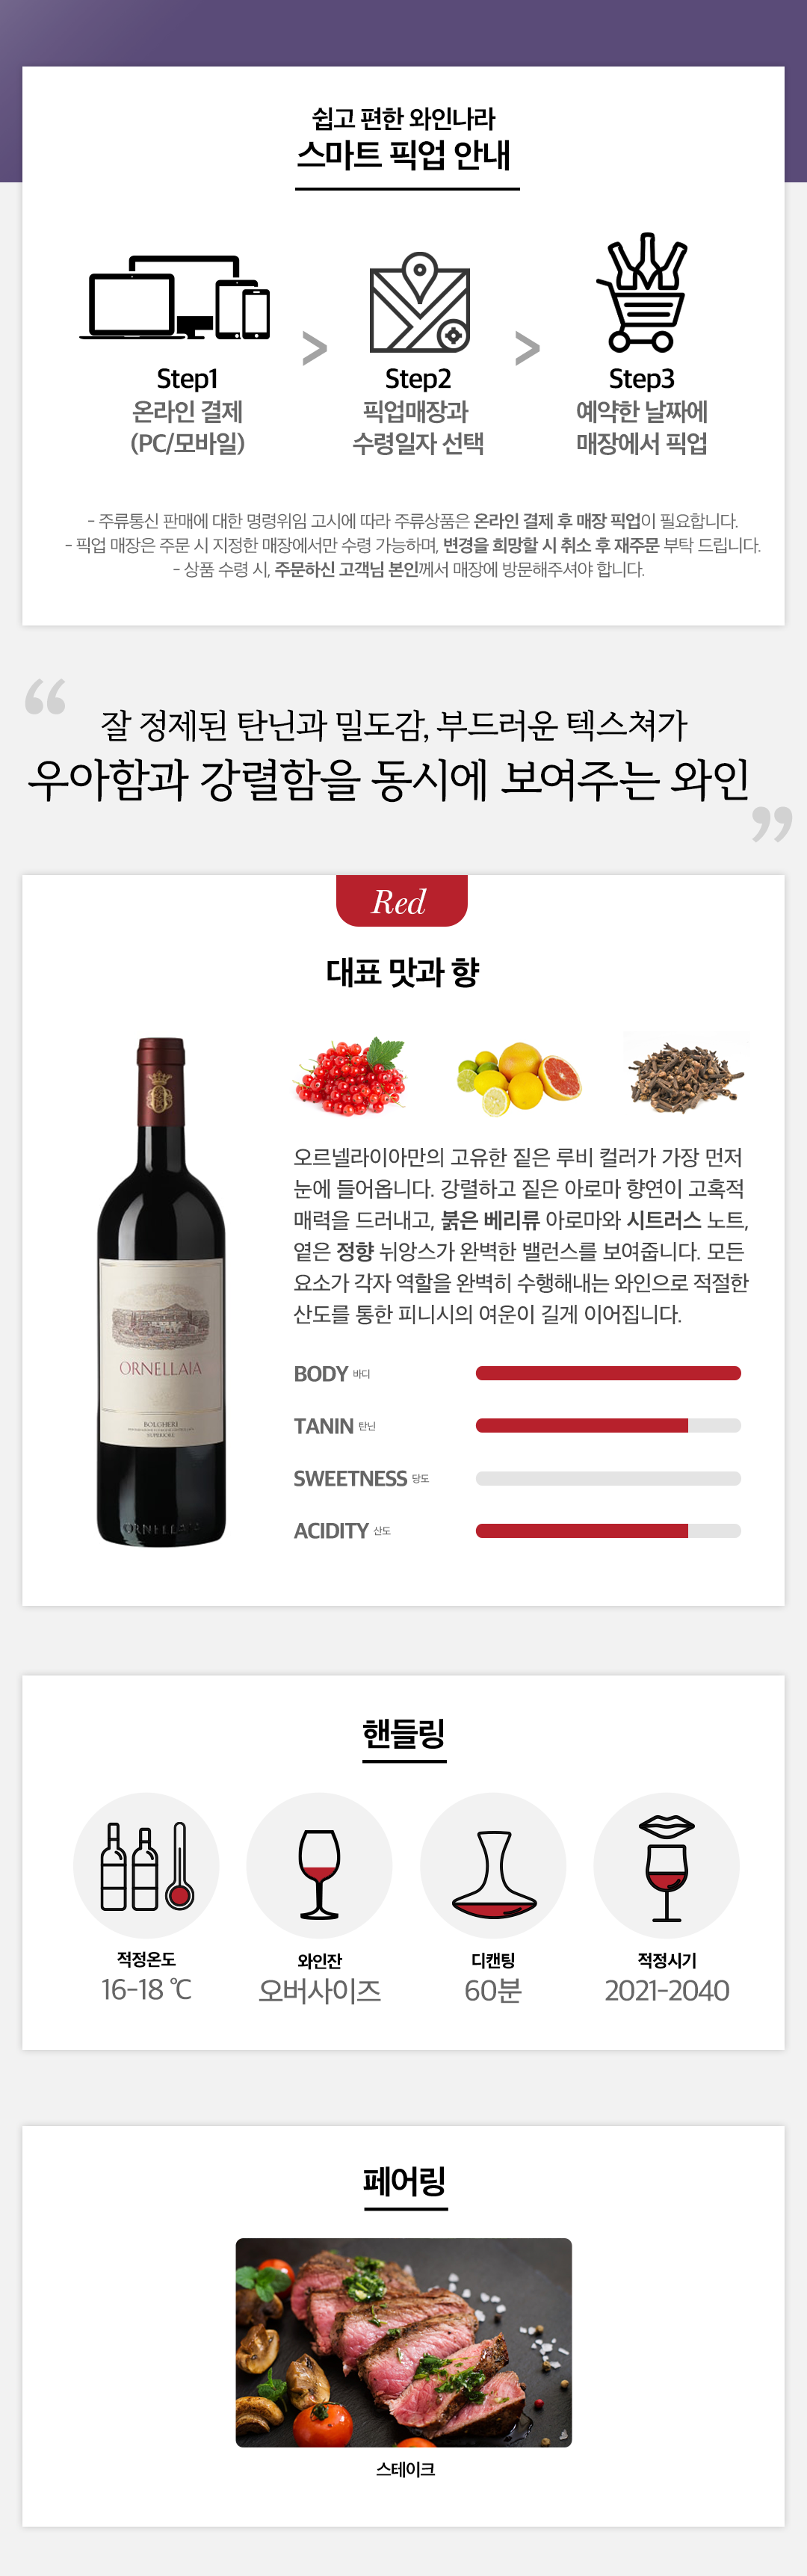 쉽고 편한 와인나라
스마트 픽업 안내
Step1
온라인 결제
(PC/모바일)
>
Step2
픽업매장과
수령일자 선택
>
Step3
예약한 날짜에
매장에서 픽업
- 주류통신 판매에 대한 명령위임 고시에 따라 주류상품은 온라인 결제 후 매장 픽업이 필요합니다.
- 픽업 매장은 주문 시 지정한 매장에서만 수령 가능하며, 변경을 희망할 시 취소 후 재주문 부탁 드립니다.
- 상품 수령 시, 주문하신 고객님 본인께서 매장에 방문해주셔야 합니다.
“
잘 정제된 탄닌과 밀도감, 부드러운 텍스쳐가
우아함과 강렬함을 동시에 보여주는 와인
”
Red
대표 맛과 향
오르넬라이아만의 고유한 짙은 루비 컬러가 가장 먼저
눈에 들어옵니다. 강렬하고 짙은 아로마 향연이 고혹적
매력을 드러내고, 붉은 베리류 아로마와 시트러스 노트,
옅은 정향 뉘앙스가 완벽한 밸런스를 보여줍니다. 모든
요소가 각자 역할을 완벽히 수행해내는 와인으로 적절한
산도를 통한 피니시의 여운이 길게 이어집니다.
ORNELLAIA
BOLGHERI
SUPERIORE
ORNELLAIA
BODY 바디
TANIN 탄닌
SWEETNESS 당도
ACIDITY 산도
핸들링
적정온도
16-18 ℃
와인잔
오버사이즈
디캔팅
60분
적정시기
2021-2040
페어링
스테이크